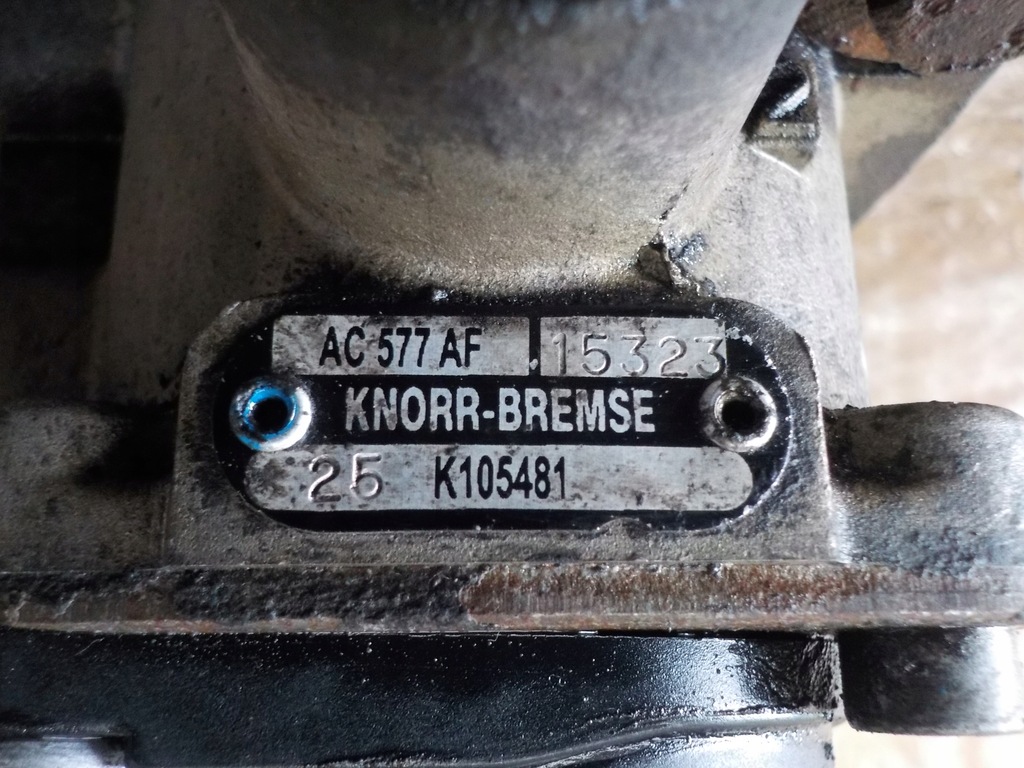 AC 577 AF 15323
KNORR-BREMSE
25 K105481